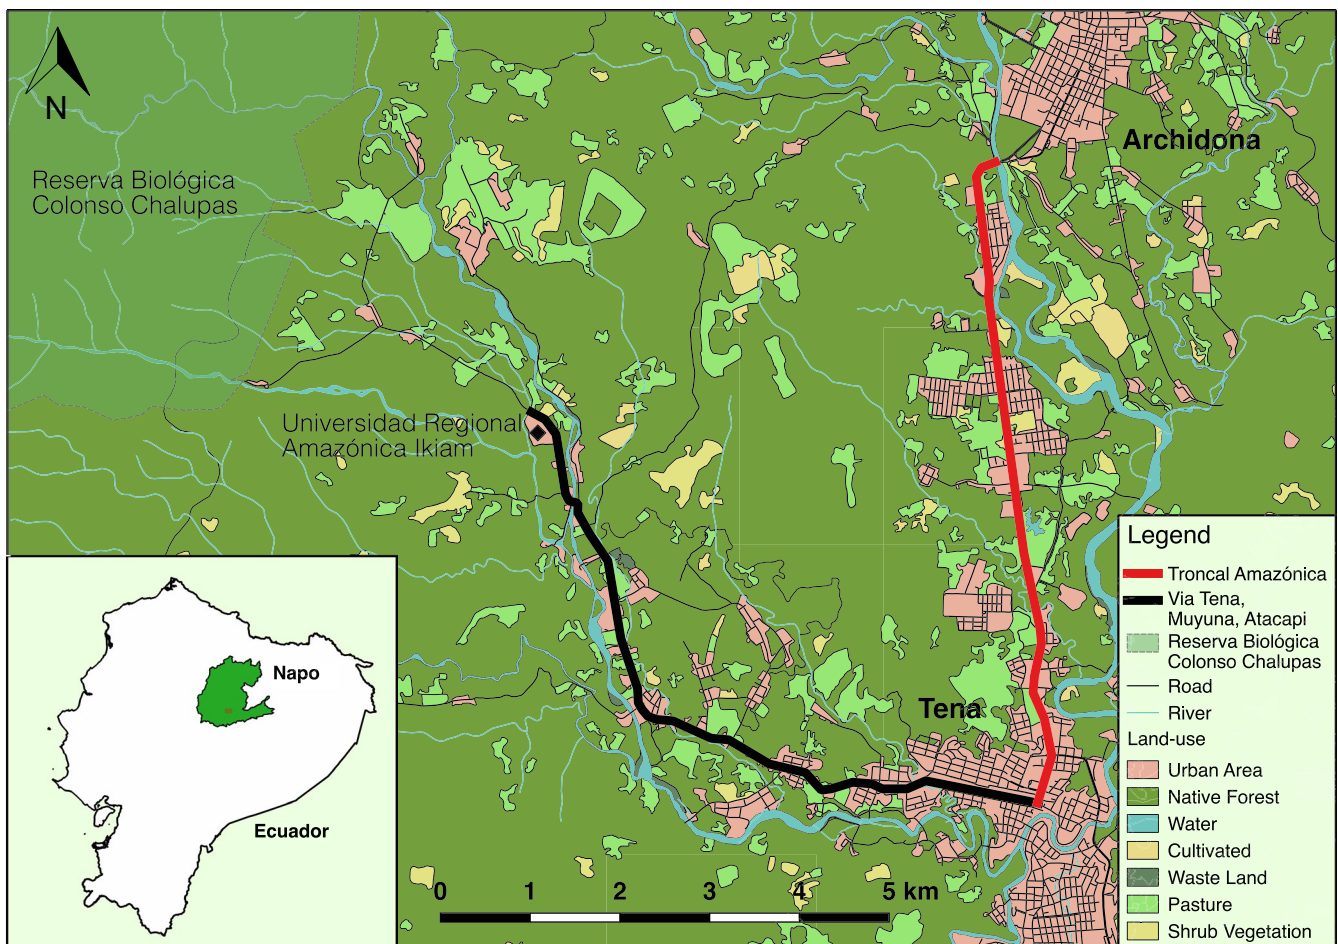 N
Archidona
Reserva Biológica
Colonso Chalupas
Universidad Regional
Amazónica Ikiam
Tena
Napo
Ecuador
0 1 2 3 4 5 km
Legend
Troncal Amazónica
Via Tena,
Muyuna, Atacapi
Reserva Biológica
Colonso Chalupas
Road
River
Land-use
Urban Area
Native Forest
Water
Cultivated
Waste Land
Pasture
Shrub Vegetation